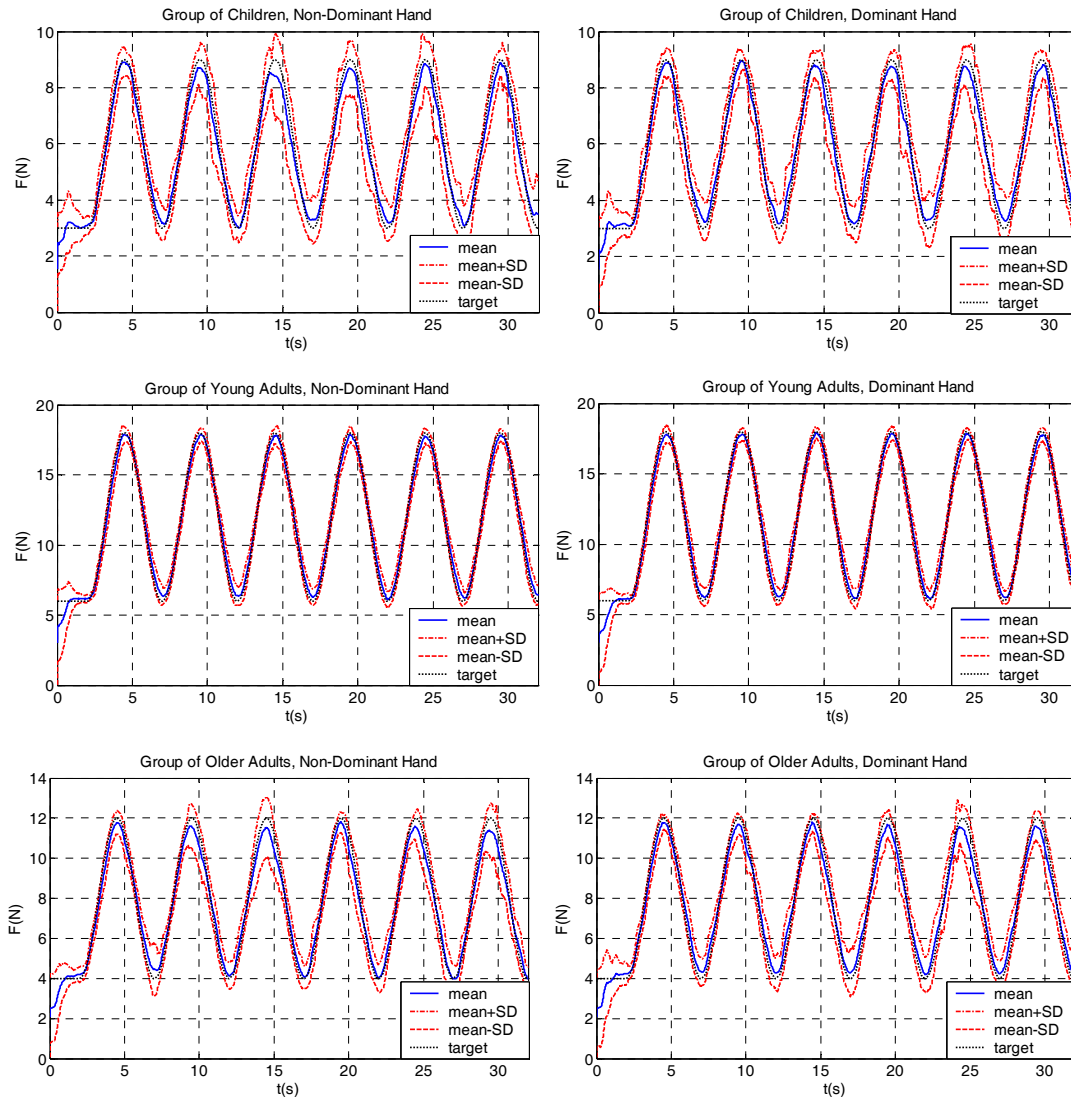 Group of Children, Non-Dominant Hand
10
8
6
4
2
0
F(N)
0 5 10 15 20 25 30
t(s)
mean
mean+SD
mean-SD
target
Group of Children, Dominant Hand
10
8
6
4
2
0
F(N)
0 5 10 15 20 25 30
t(s)
mean
mean+SD
mean-SD
target
Group of Young Adults, Non-Dominant Hand
20
15
10
5
0
F(N)
0 5 10 15 20 25 30
t(s)
mean
mean+SD
mean-SD
target
Group of Young Adults, Dominant Hand
20
15
10
5
0
F(N)
0 5 10 15 20 25 30
t(s)
mean
mean+SD
mean-SD
target
Group of Older Adults, Non-Dominant Hand
14
12
10
8
6
4
2
0
F(N)
0 5 10 15 20 25 30
t(s)
mean
mean+SD
mean-SD
target
Group of Older Adults, Dominant Hand
14
12
10
8
6
4
2
0
F(N)
0 5 10 15 20 25 30
t(s)
mean
mean+SD
mean-SD
target